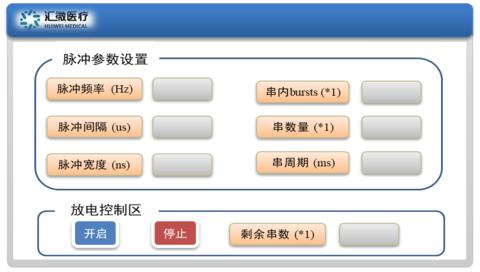 汇微医疗
HUIWEI MEDICAL
脉冲参数设置
脉冲频率 (Hz)
串内bursts (*1)
脉冲间隔 (us)
串数量 (*1)
脉冲宽度 (ns)
串周期 (ms)
放电控制区
开启
停止
剩余串数 (*1)